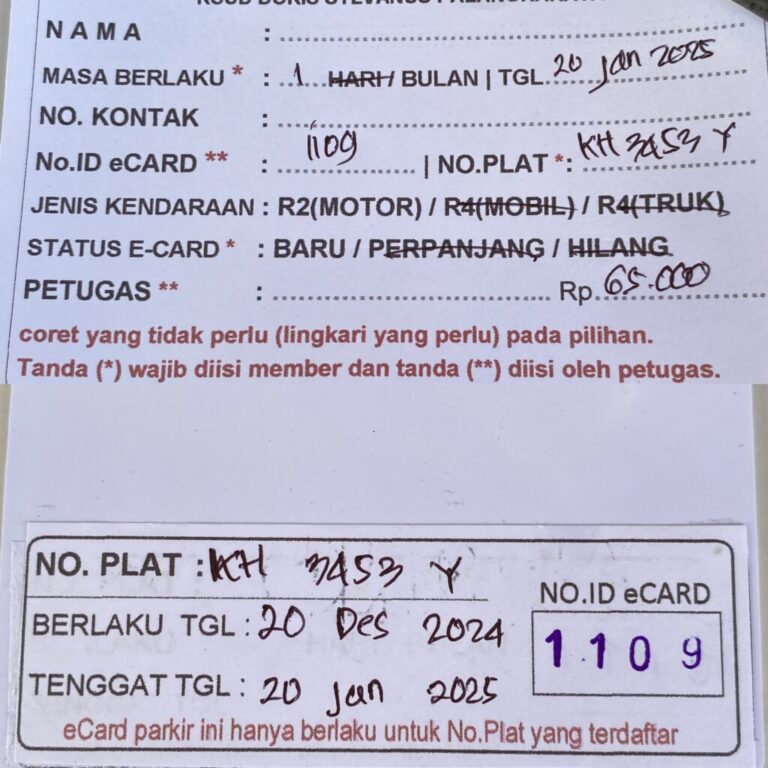 NAMA : 
MASA BERLAKU * : 1 HARI / BULAN | TGL 20 Jan 2025
NO. KONTAK :
No.ID eCARD ** : 1109 | NO.PLAT *: KH 3453 Y
JENIS KENDARAAN : R2(MOTOR) / R4(MOBIL) / R4(TRUK)
STATUS E-CARD * : BARU / PERPANJANG / HILANG
PETUGAS ** : Rp. 65.000
coret yang tidak perlu (lingkari yang perlu) pada pilihan.
Tanda (*) wajib diisi member dan tanda (**) diisi oleh petugas.
NO. PLAT : KH 3453 Y
BERLAKU TGL : 20 Des 2024
TENGGAT TGL : 20 Jan 2025
NO.ID eCARD
1109
eCard parkir ini hanya berlaku untuk No.Plat yang terdaftar